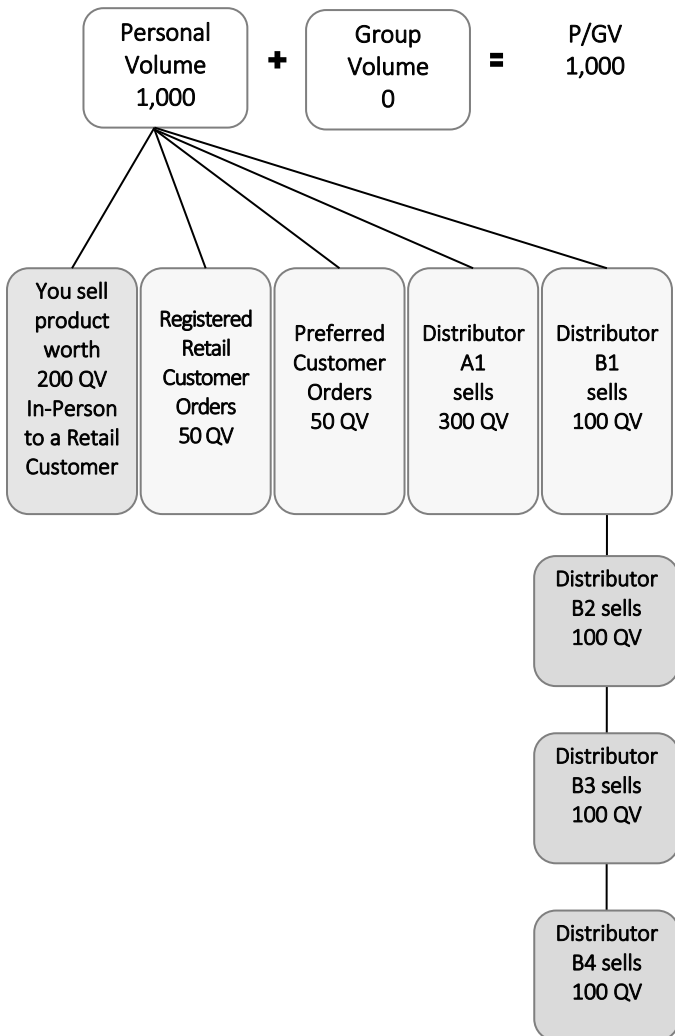 Personal
Volume
1,000
+
Group
Volume
0
=
P/GV
1,000
You sell
product
worth
200 QV
In-Person
to a Retail
Customer
Registered
Retail
Customer
Orders
50 QV
Preferred
Customer
Orders
50 QV
Distributor
A1
sells
300 QV
Distributor
B1
sells
100 QV
Distributor
B2 sells
100 QV
Distributor
B3 sells
100 QV
Distributor
B4 sells
100 QV